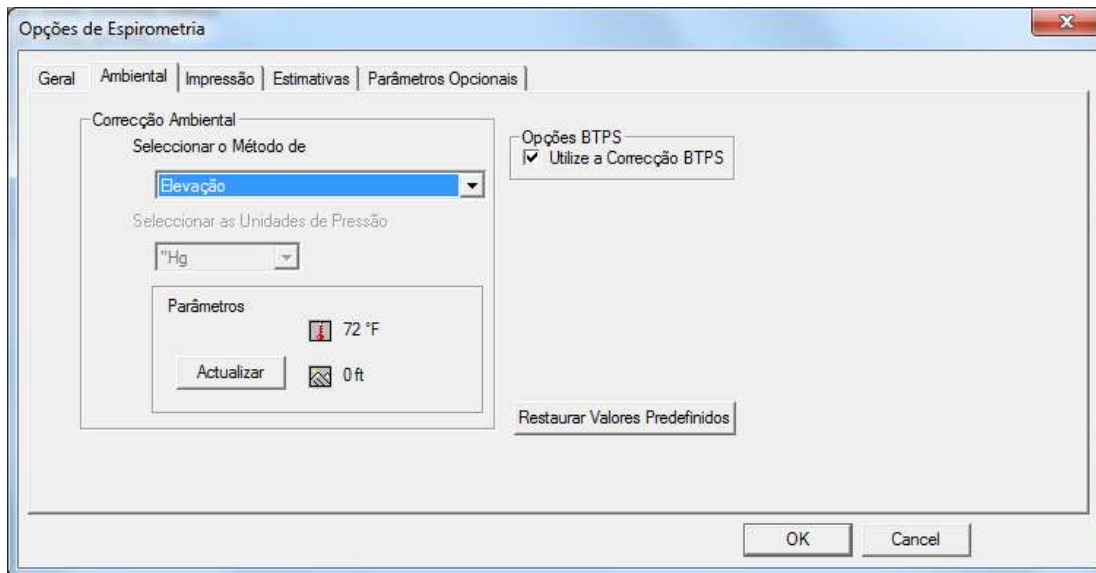 Opções de Espirometria
Geral
Ambiental
Impressão
Estimativas
Parâmetros Opcionais
Correcção Ambiental
Seleccionar o Método de
Elevação
Seleccionar as Unidades de Pressão
"Hg
Parâmetros
72 °F
Actualizar
0 ft
Opções BTPS
Utilize a Correcção BTPS
Restaurar Valores Predefinidos
OK
Cancel